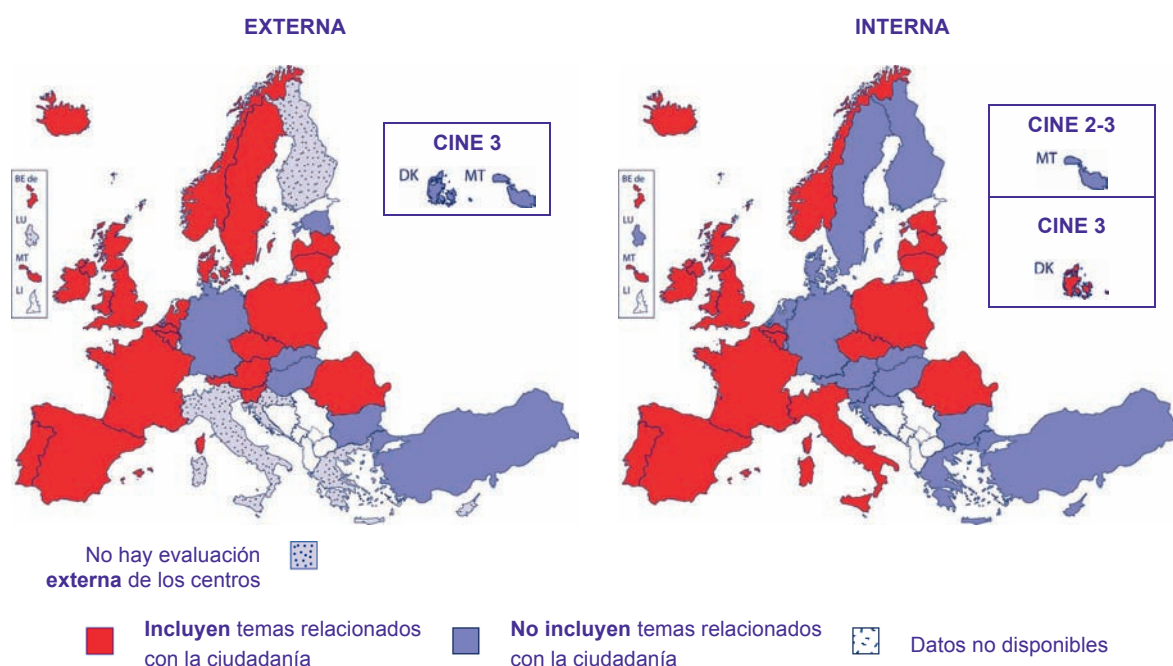 EXTERNA
INTERNA
CINE 3
DK
MT
BE de
LU
MT
LI
CINE 2-3
MT
CINE 3
DK
BE de
LU
MT
LI
No hay evaluación
externa de los centros
Incluyen temas relacionados
con la ciudadanía
No incluyen temas relacionados
con la ciudadanía
Datos no disponibles